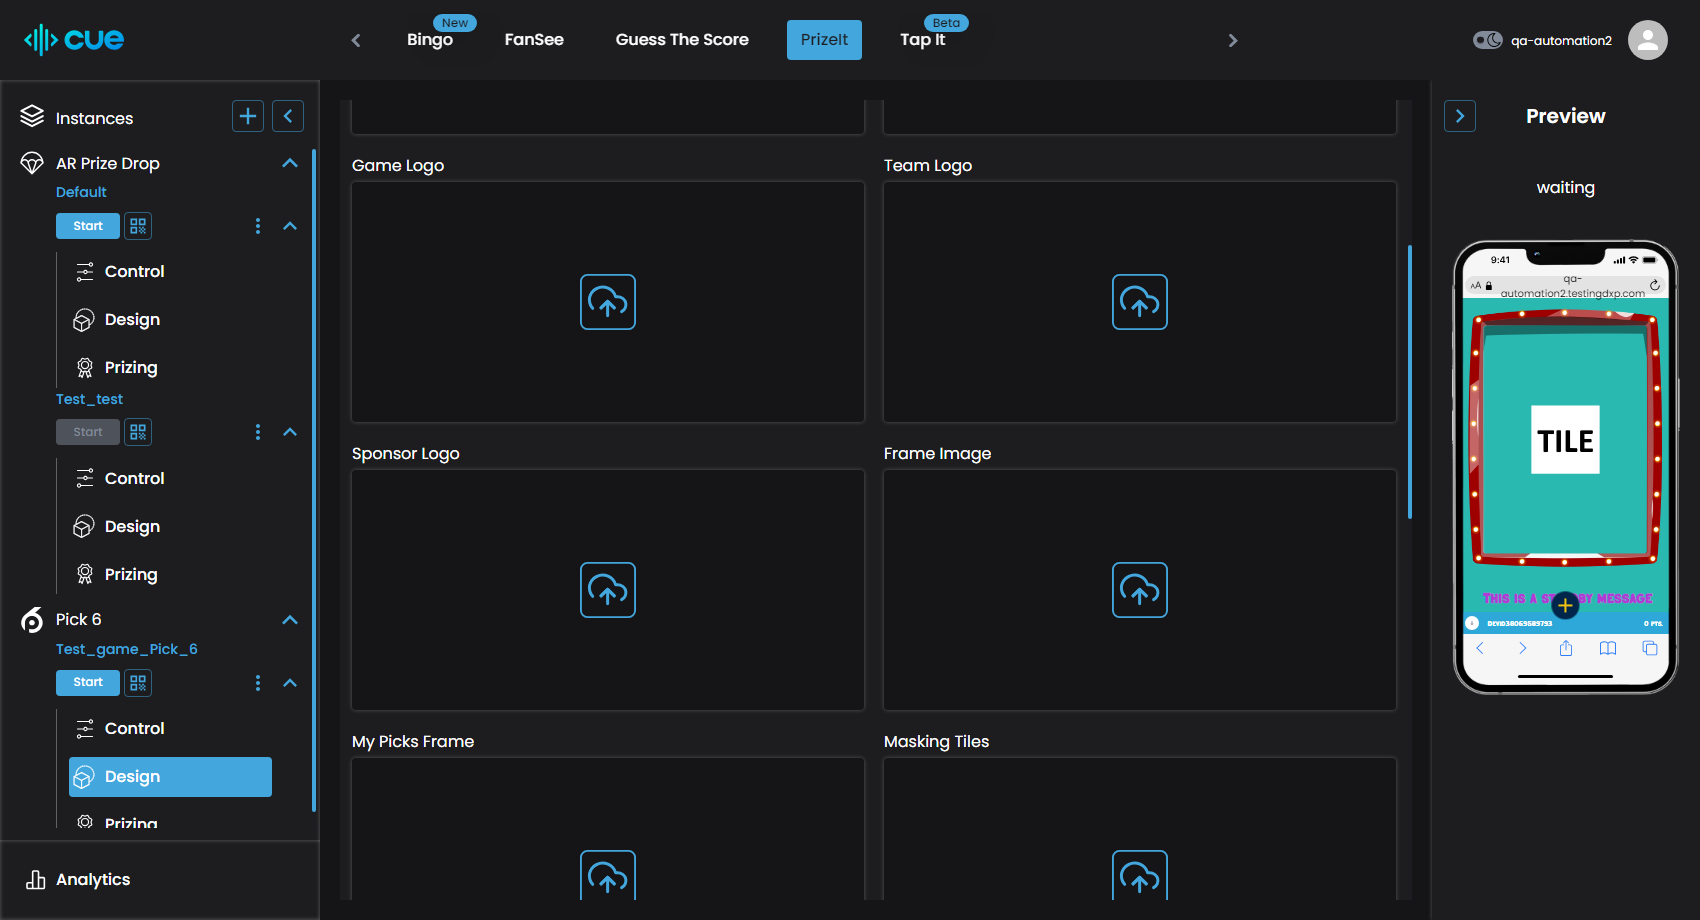 cue
New
Bingo
FanSee
Guess The Score
PrizeIt
Beta
Tap It
qa-automation2
Instances
AR Prize Drop
Default
Start
Control
Design
Prizing
Test_test
Start
Control
Design
Prizing
Pick 6
Test_game_Pick_6
Start
Control
Design
Prizing
Analytics
Game Logo
Team Logo
Sponsor Logo
Frame Image
My Picks Frame
Masking Tiles
Preview
waiting
9:41
AA
qa-
automation2.testingdxp.com
TILE
THIS IS A ST BY MESSAGE
0 PTS.